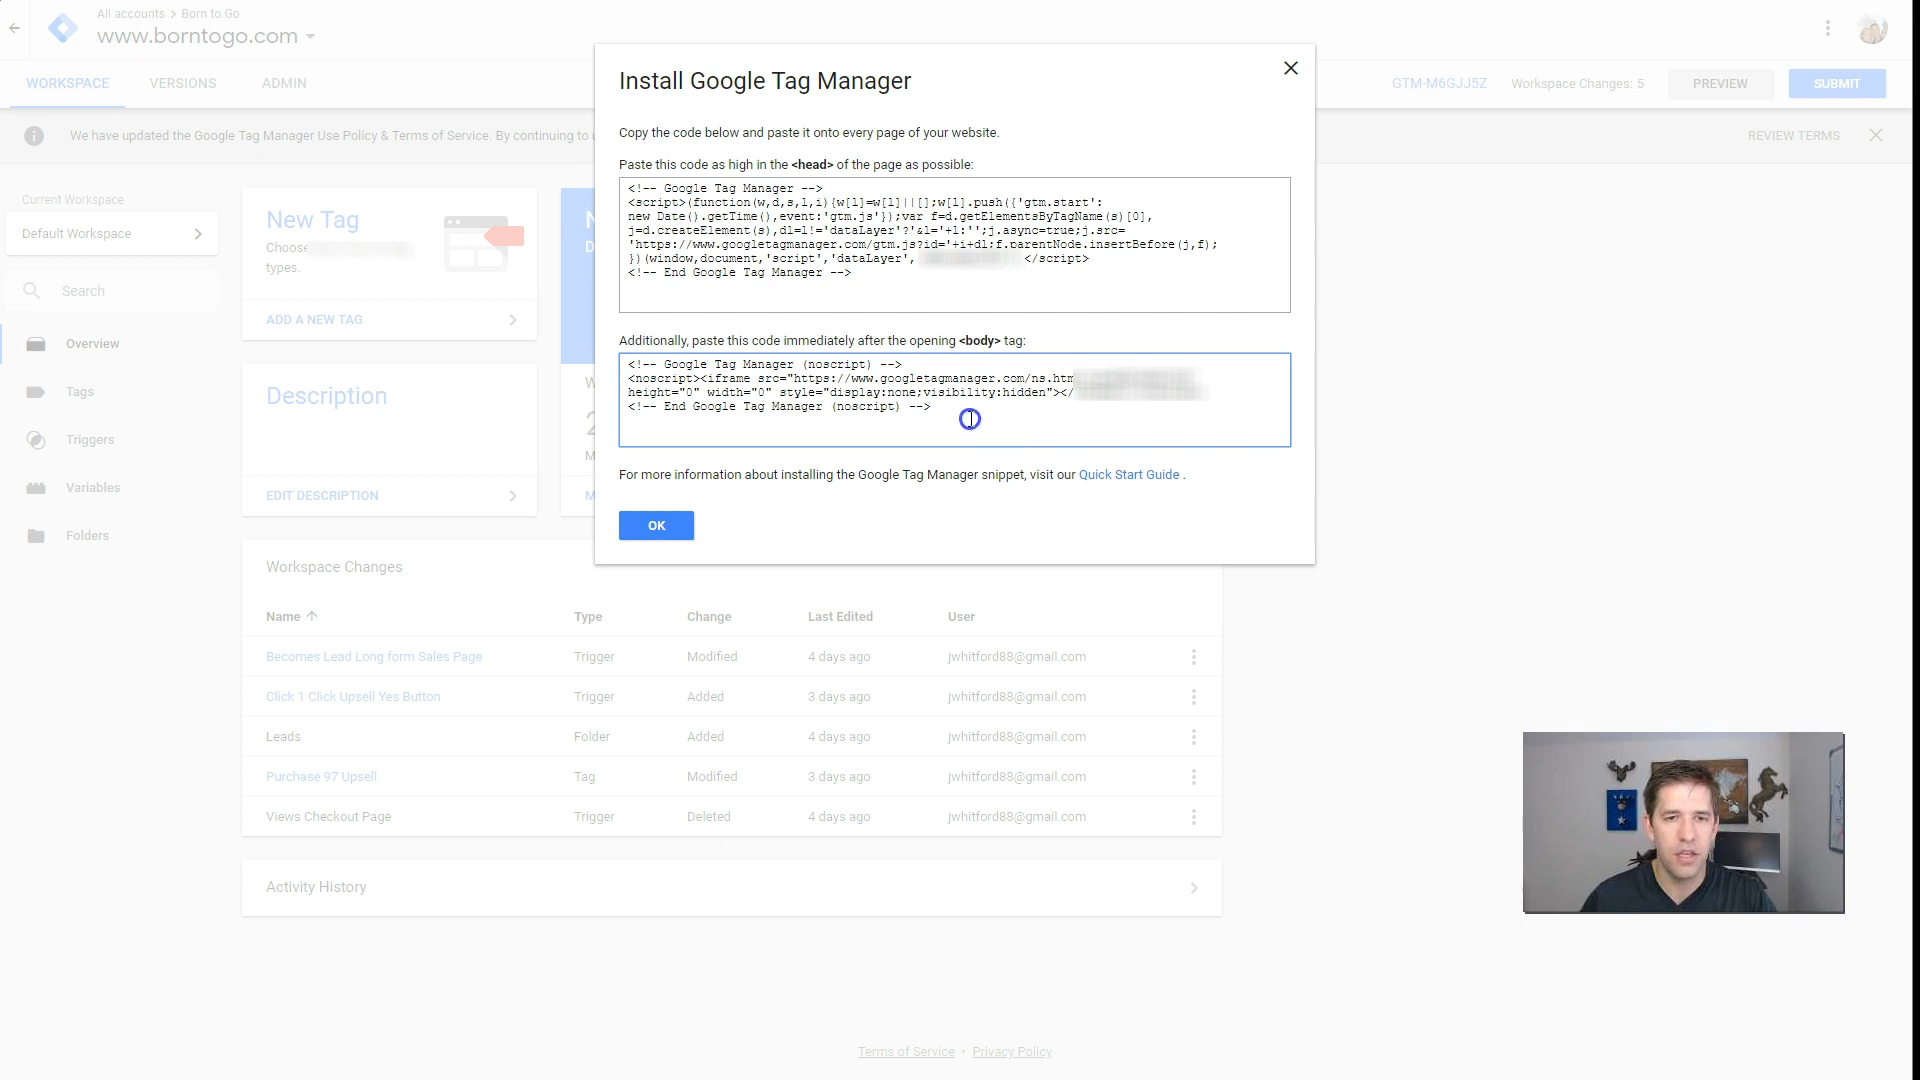 All accounts > Born to Go
www.borntogo.com
WORKSPACE
VERSIONS
ADMIN
GTM-M6GJJ5Z
Workspace Changes: 5
PREVIEW
SUBMIT
We have updated the Google Tag Manager Use Policy & Terms of Service. By continuing to
REVIEW TERMS
Install Google Tag Manager
Copy the code below and paste it onto every page of your website.
Paste this code as high in the <head> of the page as possible:
<!-- Google Tag Manager -->
<script>(function(w,d,s,l,i){w[l]=w[l]||[];w[l].push({'gtm.start':
new Date().getTime(),event:'gtm.js'});var f=d.getElementsByTagName(s)[0],
j=d.createElement(s),dl=l!='dataLayer'?'&l='+l:'';j.async=true;j.src=
'https://www.googletagmanager.com/gtm.js?id='+i+dl;f.parentNode.insertBefore(j,f);
})(window,document,'script','dataLayer', </script>
<!-- End Google Tag Manager -->
Additionally, paste this code immediately after the opening <body> tag:
<!-- Google Tag Manager (noscript) -->
<noscript><iframe src="https://www.googletagmanager.com/ns.htm
height="0" width="0" style="display:none;visibility:hidden"></
<!-- End Google Tag Manager (noscript) -->
For more information about installing the Google Tag Manager snippet, visit our Quick Start Guide .
OK
Current Workspace
Default Workspace
Search
Overview
Tags
Triggers
Variables
Folders
New Tag
Choose
types.
ADD A NEW TAG
Description
EDIT DESCRIPTION
Workspace Changes
Name Type Change Last Edited User
Becomes Lead Long form Sales Page Trigger Modified 4 days ago jwhitford88@gmail.com
Click 1 Click Upsell Yes Button Trigger Added 3 days ago jwhitford88@gmail.com
Leads Folder Added 4 days ago jwhitford88@gmail.com
Purchase 97 Upsell Tag Modified 3 days ago jwhitford88@gmail.com
Views Checkout Page Trigger Deleted 4 days ago jwhitford88@gmail.com
Activity History
Terms of Service • Privacy Policy